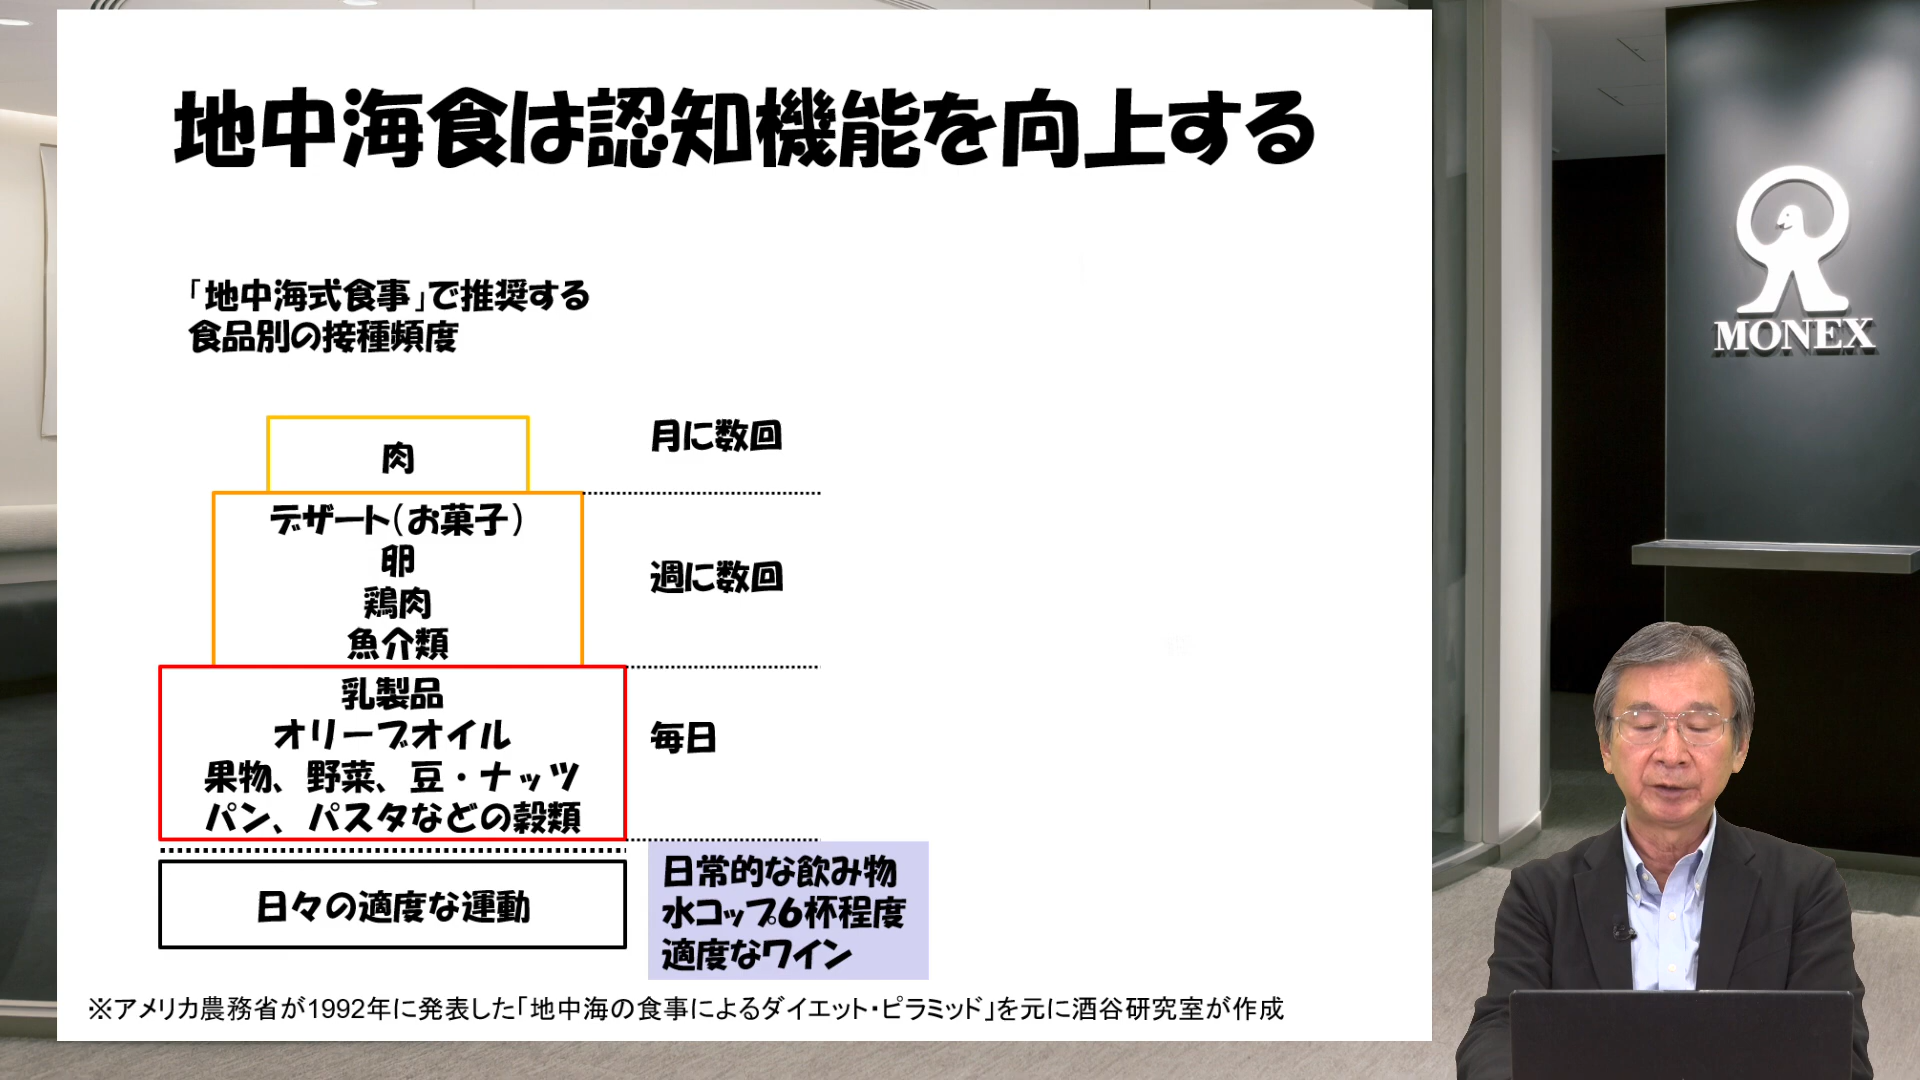 地中海食は認知機能を向上する
「地中海式食事」で推奨する
食品別の接種頻度
肉
月に数回
デザート(お菓子)
卵
鶏肉
魚介類
週に数回
乳製品
オリーブオイル
果物、野菜、豆・ナッツ
パン、パスタなどの穀類
毎日
日々の適度な運動
日常的な飲み物
水コップ6杯程度
適度なワイン
※アメリカ農務省が1992年に発表した「地中海の食事によるダイエット・ピラミッド」を元に酒谷研究室が作成
MONEX